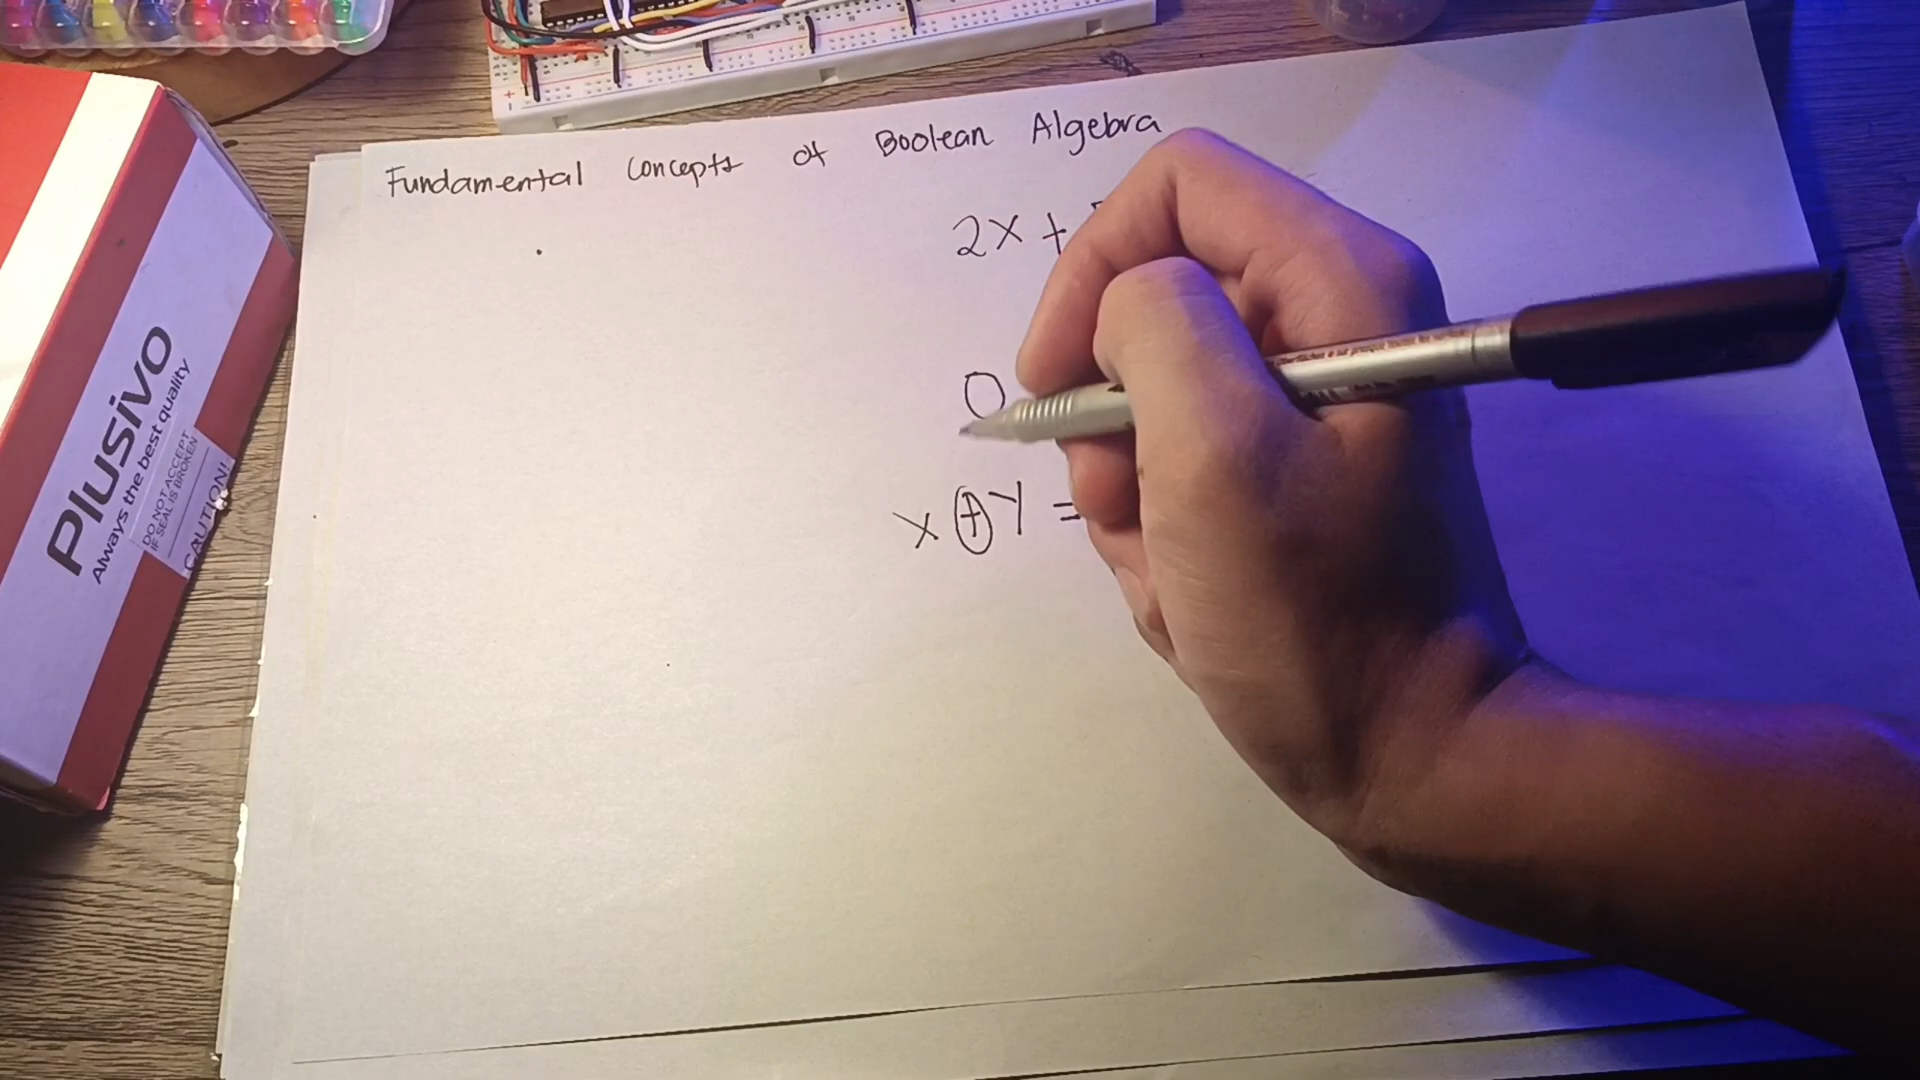 Fundamental Concepts of Boolean Algebra
2x +
0
x ⊕ y =
Plusivo
Always the best quality
DO NOT ACCEPT
IF SEAL IS BROKEN
CAUTION!